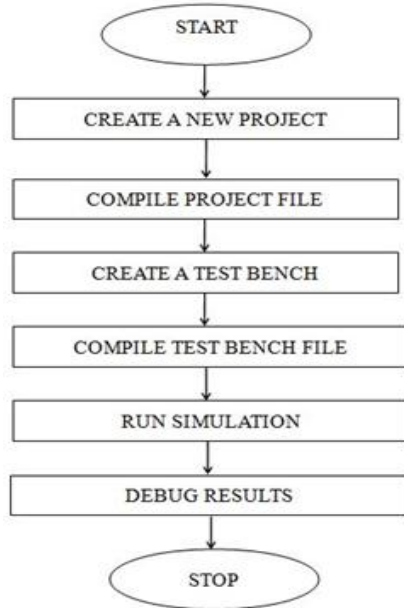 START
CREATE A NEW PROJECT
COMPILE PROJECT FILE
CREATE A TEST BENCH
COMPILE TEST BENCH FILE
RUN SIMULATION
DEBUG RESULTS
STOP